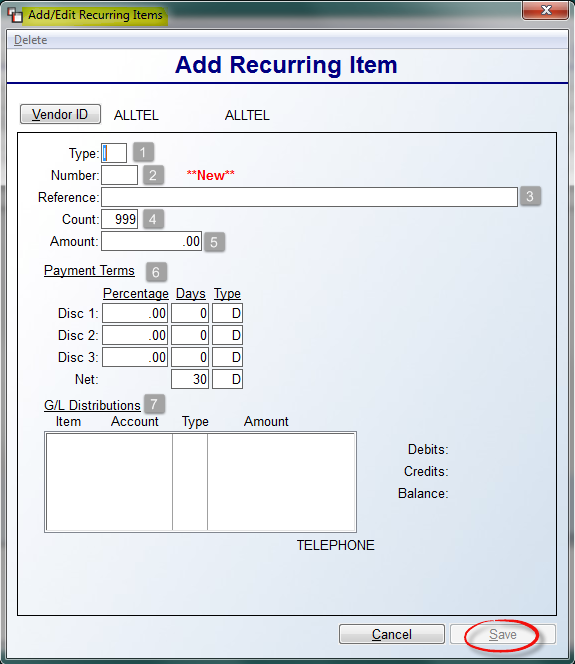 Add/Edit Recurring Items
Delete
Add Recurring Item
Vendor ID ALLTEL ALLTEL
Type: 1
Number: 2 **New**
Reference: 3
Count: 999 4
Amount: .00 5
Payment Terms 6
Percentage Days Type
Disc 1: .00 0 D
Disc 2: .00 0 D
Disc 3: .00 0 D
Net: 30 D
G/L Distributions 7
Item Account Type Amount
Debits:
Credits:
Balance:
TELEPHONE
Cancel Save